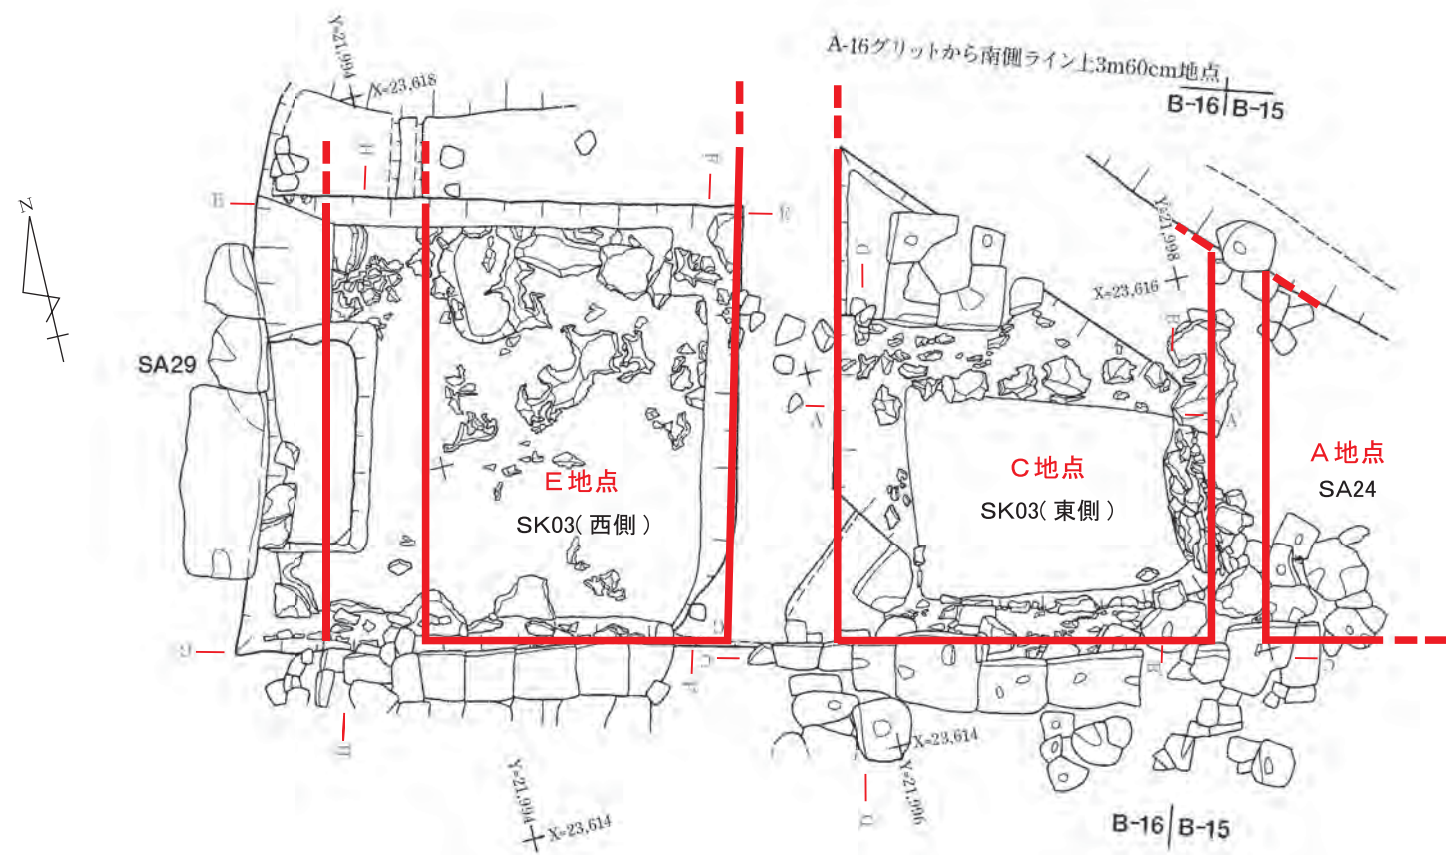 A-16グリットから南側ライン上3m60cm地点
B-16 B-15
Y=21,994
X=23,618
N
H
F
E
E
d
Y=21,998
X=23,616
E
SA29
A
A
E地点
SK03(西側)
C地点
SK03(東側)
A地点
SA24
G
C
F
B
C
H
X=23,614
Y=21,996
Y=21,994
X=23,614
B-16 B-15